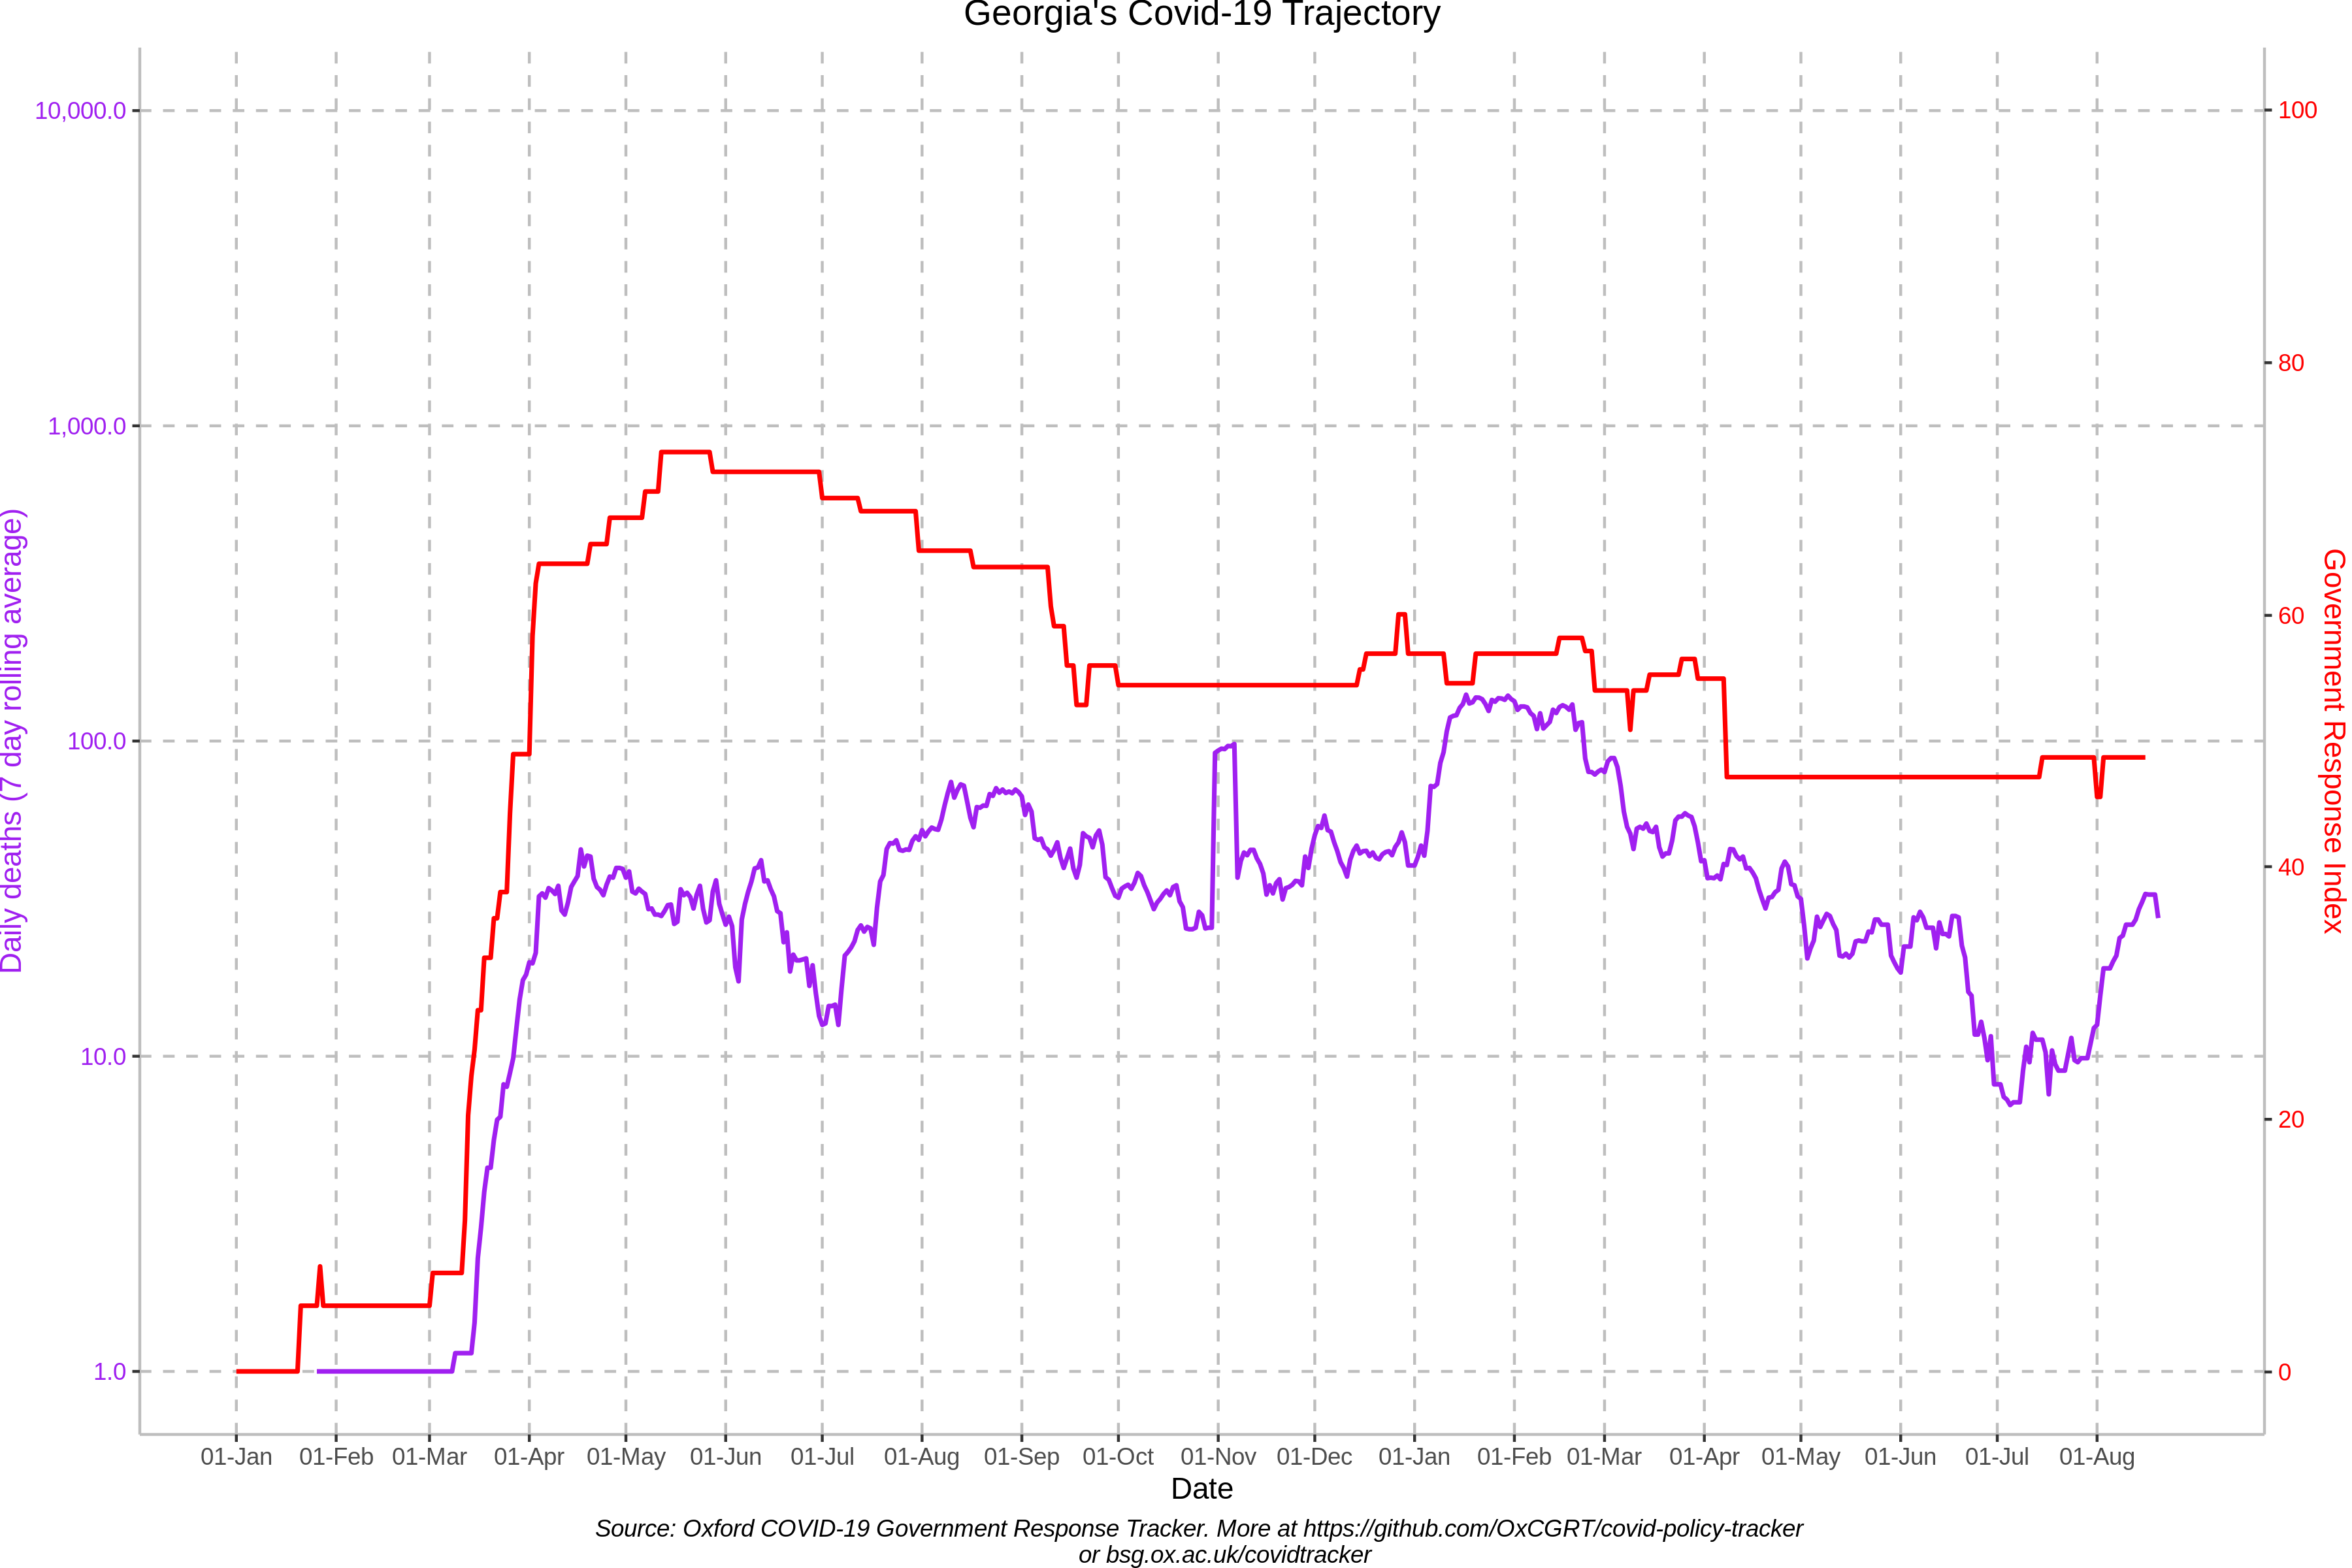 Georgia's Covid-19 Trajectory
10,000.0
1,000.0
100.0
10.0
1.0
Daily deaths (7 day rolling average)
100
80
60
40
20
0
Government Response Index
01-Jan 01-Feb 01-Mar 01-Apr 01-May 01-Jun 01-Jul 01-Aug 01-Sep 01-Oct 01-Nov 01-Dec 01-Jan 01-Feb 01-Mar 01-Apr 01-May 01-Jun 01-Jul 01-Aug
Date
Source: Oxford COVID-19 Government Response Tracker. More at https://github.com/OxCGRT/covid-policy-tracker
or bsg.ox.ac.uk/covidtracker